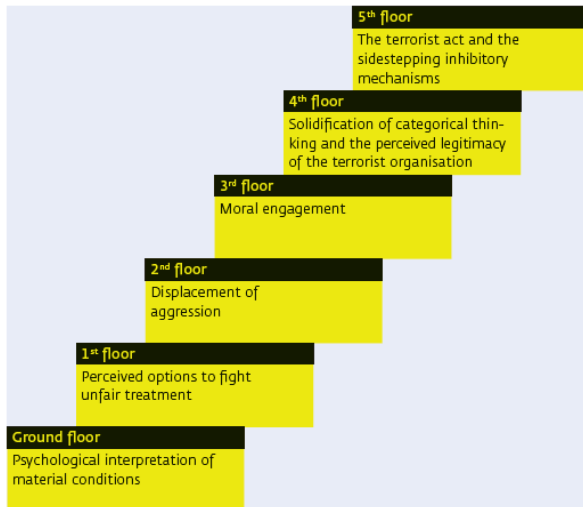 5th floor
The terrorist act and the
sidestepping inhibitory
mechanisms
4th floor
Solidification of categorical thin-
king and the perceived legitimacy
of the terrorist organisation
3rd floor
Moral engagement
2nd floor
Displacement of
aggression
1st floor
Perceived options to fight
unfair treatment
Ground floor
Psychological interpretation of
material conditions